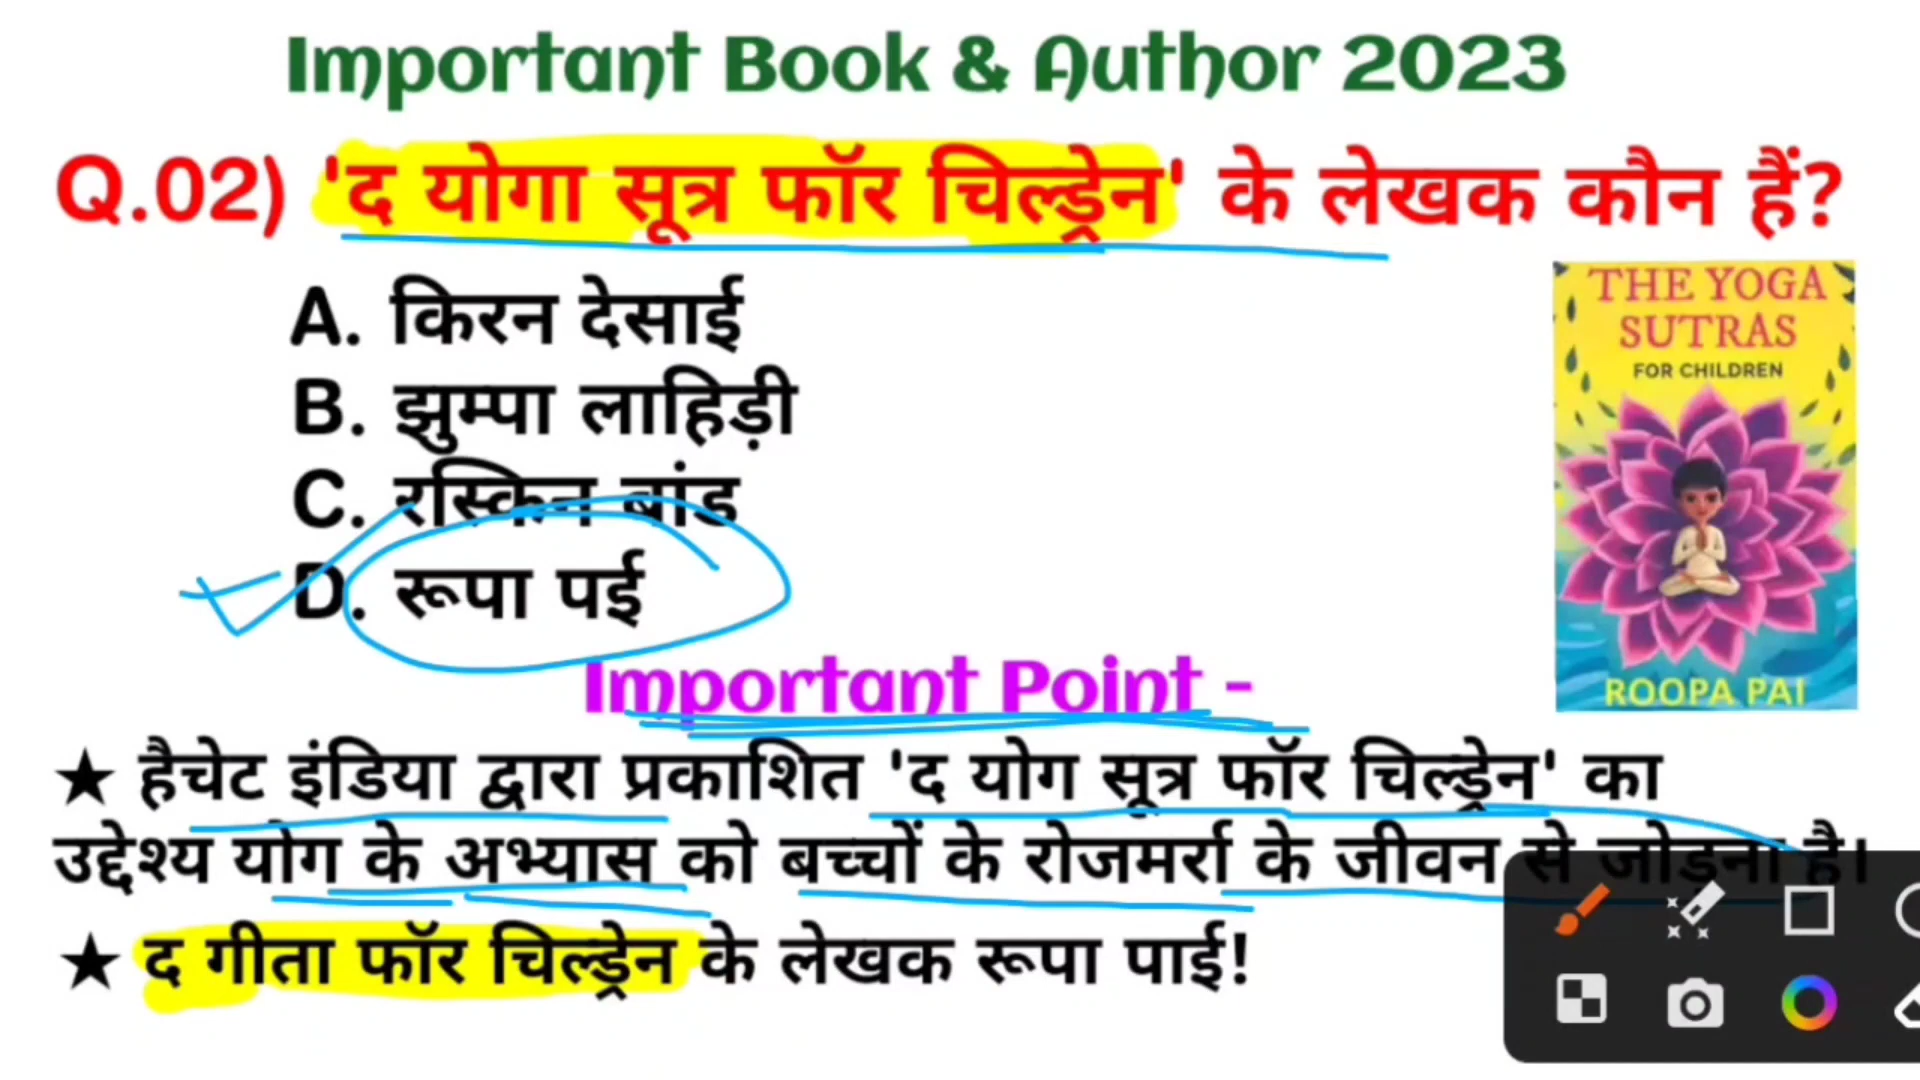 Important Book & Author 2023
Q.02) 'द योगा सूत्र फॉर चिल्ड्रेन' के लेखक कौन हैं?
A. किरन देसाई
B. झुम्पा लाहिड़ी
C. रस्किन बांड
D. रूपा पई
THE YOGA
SUTRAS
FOR CHILDREN
ROOPA PAI
Important Point -
★ हैचेट इंडिया द्वारा प्रकाशित 'द योग सूत्र फॉर चिल्ड्रेन' का
उद्देश्य योग के अभ्यास को बच्चों के रोजमर्रा के जीवन से जोड़ना है।
★ द गीता फॉर चिल्ड्रेन के लेखक रूपा पाई!